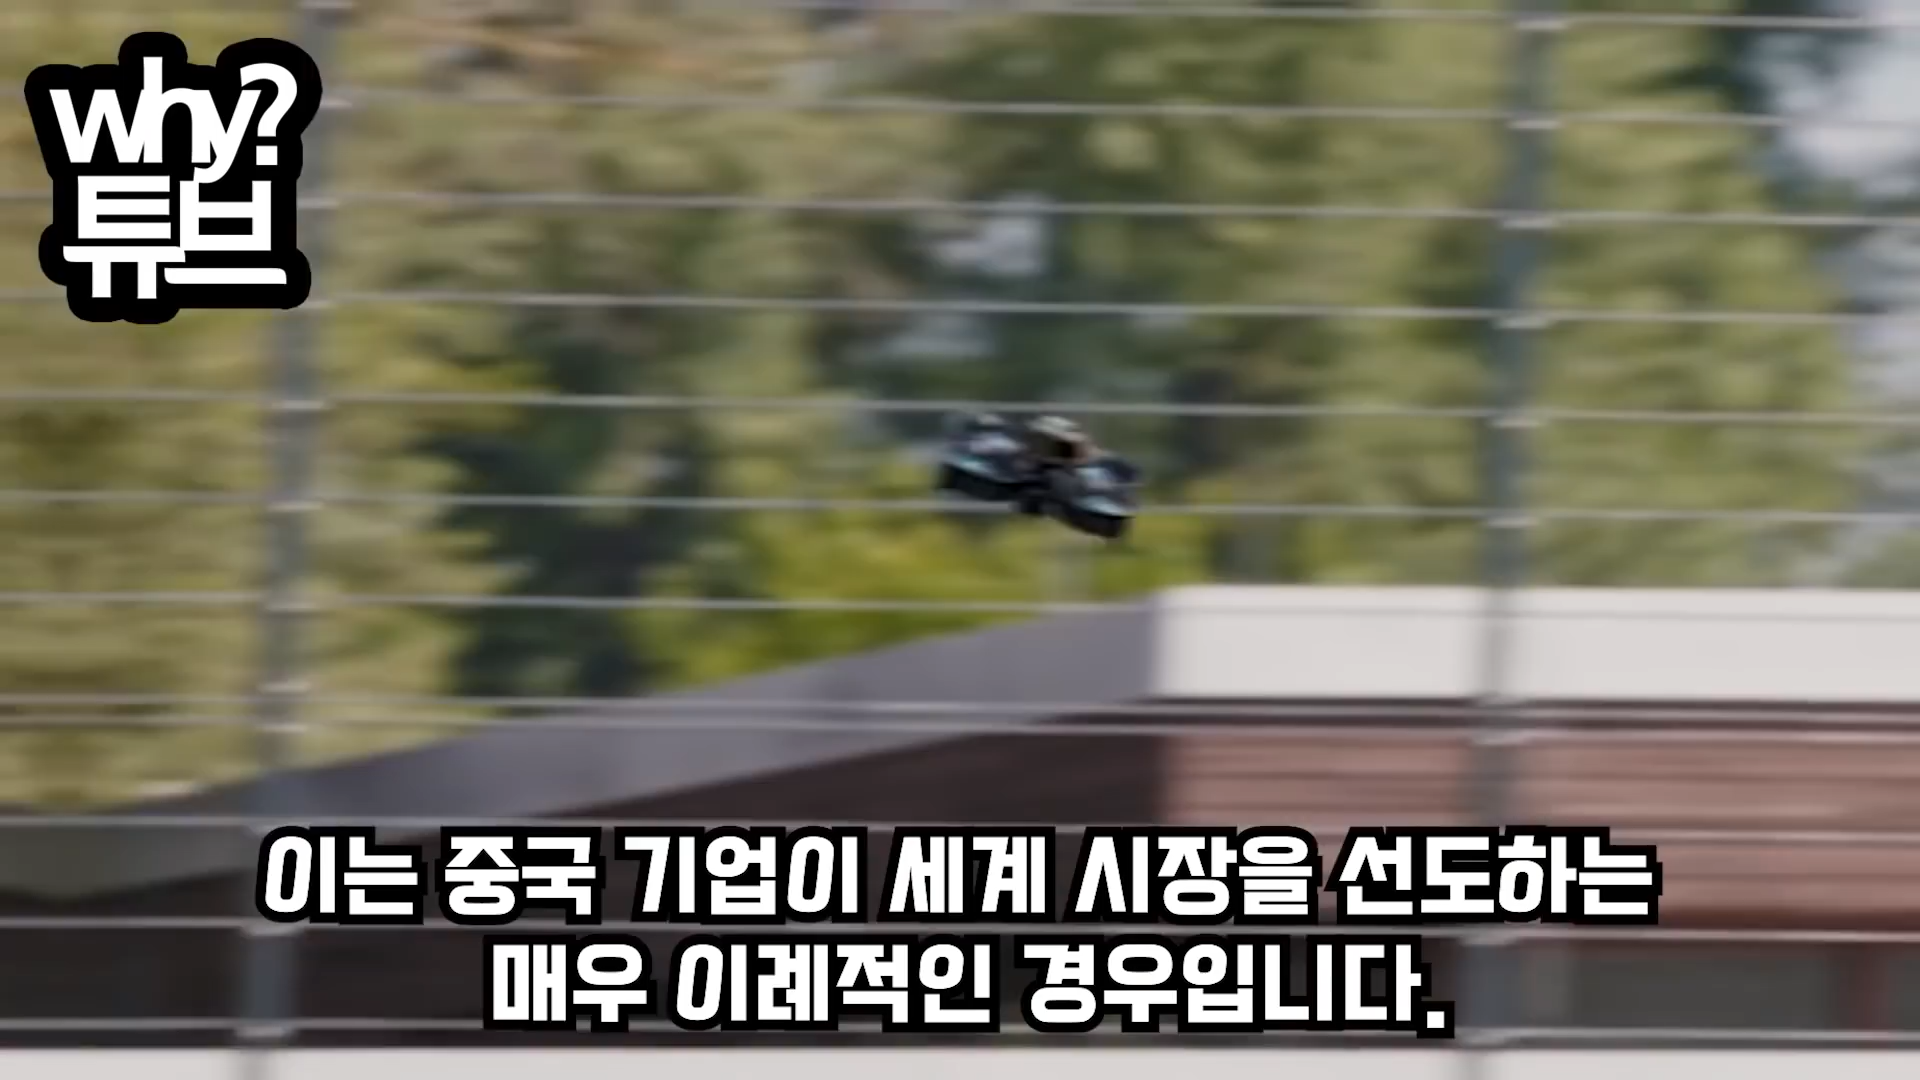 why?
튜브
이는 중국 기업이 세계 시장을 선도하는
매우 이례적인 경우입니다.